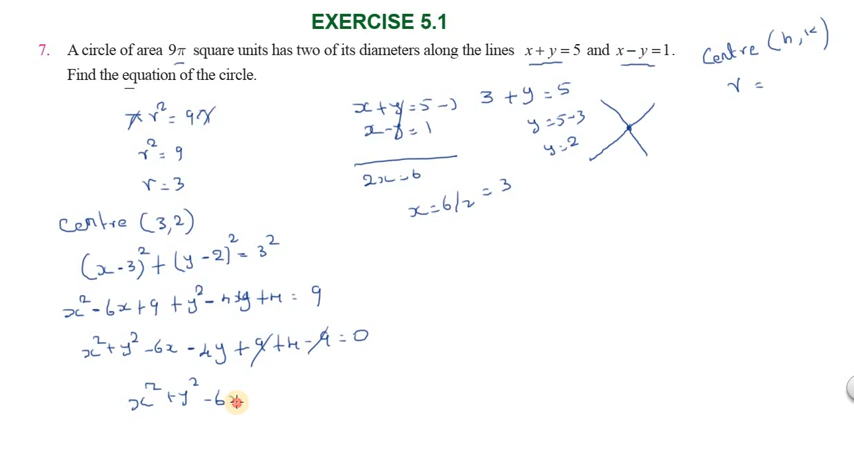 EXERCISE 5.1
7. A circle of area 9π square units has two of its diameters along the lines x + y = 5 and x − y = 1.
Find the equation of the circle.
Centre (h, k)
r =
πr² = 9π
r² = 9
r = 3
x + y = 5 →
x − y = 1
2x = 6
x = 6/2 = 3
3 + y = 5
y = 5 − 3
y = 2
Centre (3, 2)
(x − 3)² + (y − 2)² = 3²
x² − 6x + 9 + y² − 4y + 4 = 9
x² + y² − 6x − 4y + 9 + 4 − 9 = 0
x² + y² − 6x